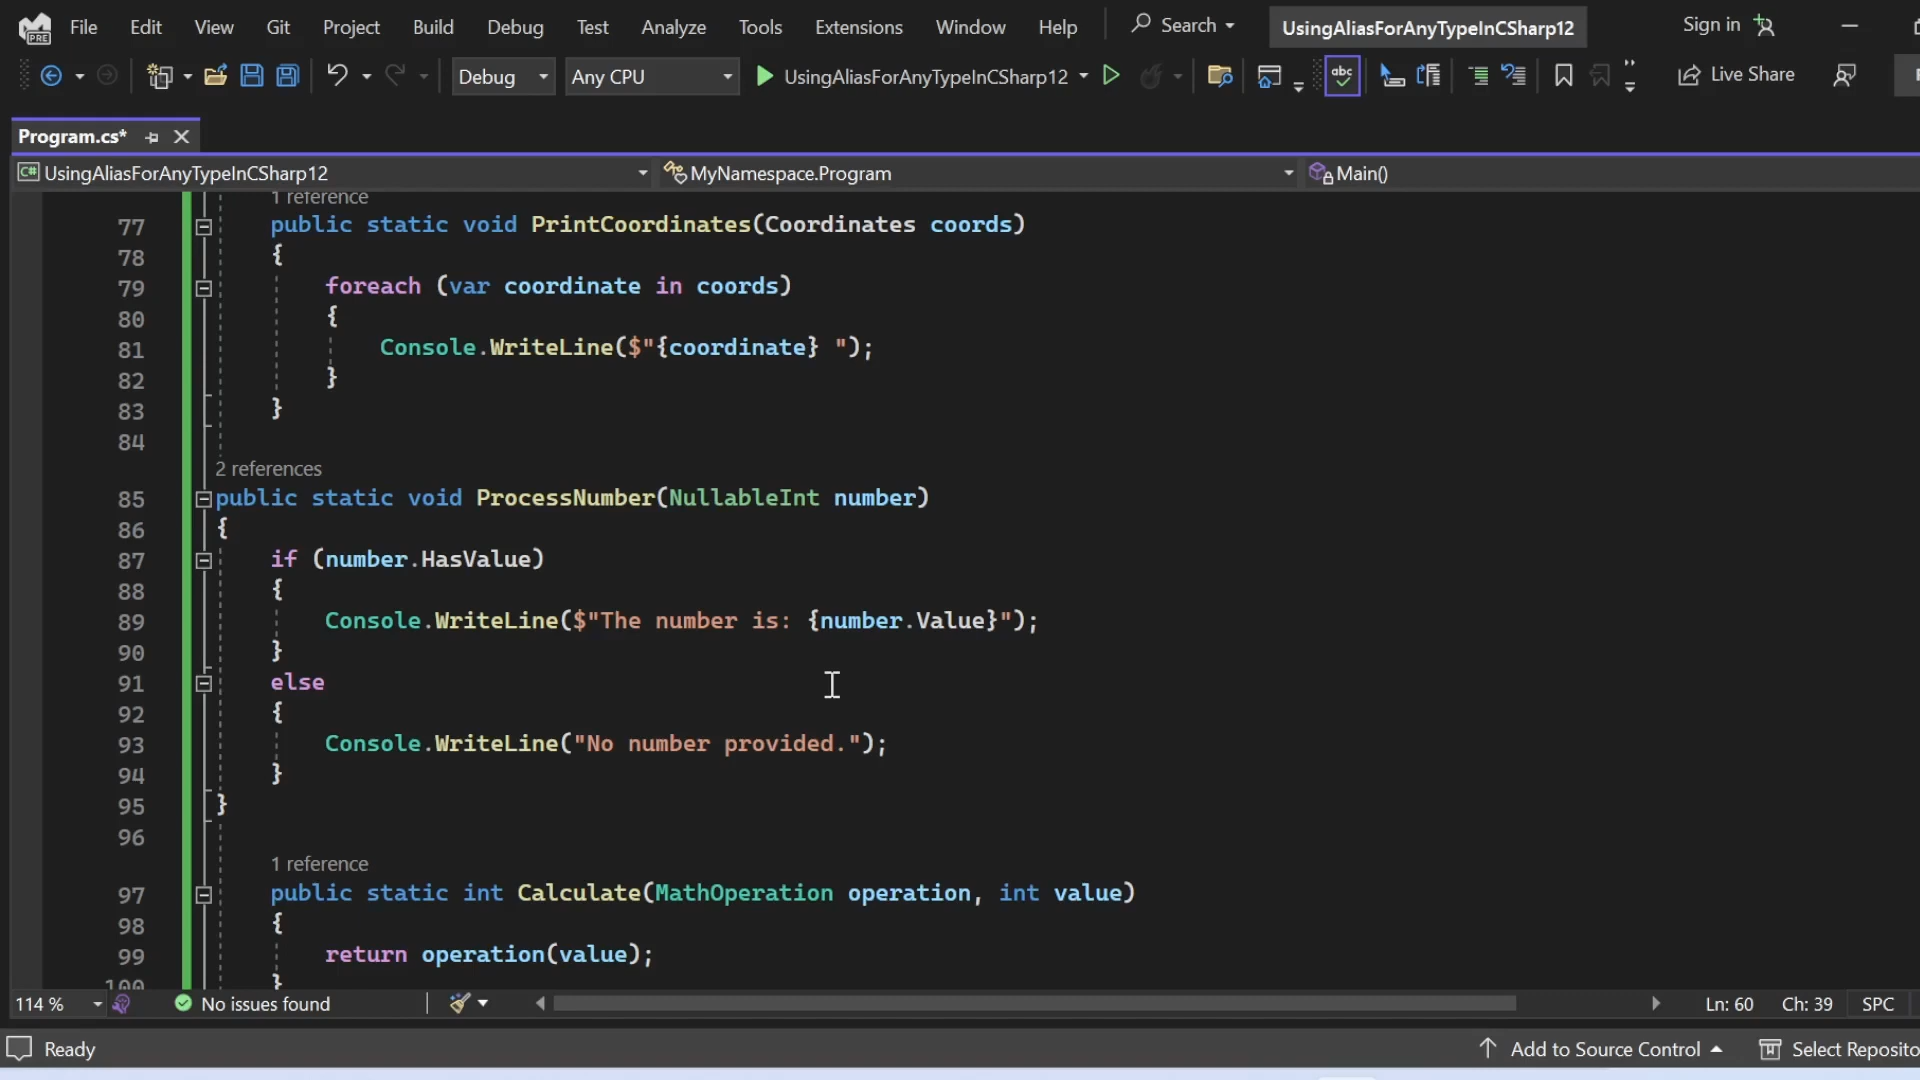 File Edit View Git Project Build Debug Test Analyze Tools Extensions Window Help Search UsingAliasForAnyTypeInCSharp12 Sign in
PRE
Debug Any CPU UsingAliasForAnyTypeInCSharp12 abc Live Share
Program.cs*
C# UsingAliasForAnyTypeInCSharp12 MyNamespace.Program Main()
1 reference
77 public static void PrintCoordinates(Coordinates coords)
78 {
79 foreach (var coordinate in coords)
80 {
81 Console.WriteLine($"{coordinate} ");
82 }
83 }
84
2 references
85 public static void ProcessNumber(NullableInt number)
86 {
87 if (number.HasValue)
88 {
89 Console.WriteLine($"The number is: {number.Value}");
90 }
91 else
92 {
93 Console.WriteLine("No number provided.");
94 }
95 }
96
1 reference
97 public static int Calculate(MathOperation operation, int value)
98 {
99 return operation(value);
100 }
114 % No issues found Ln: 60 Ch: 39 SPC
Ready Add to Source Control Select Reposito